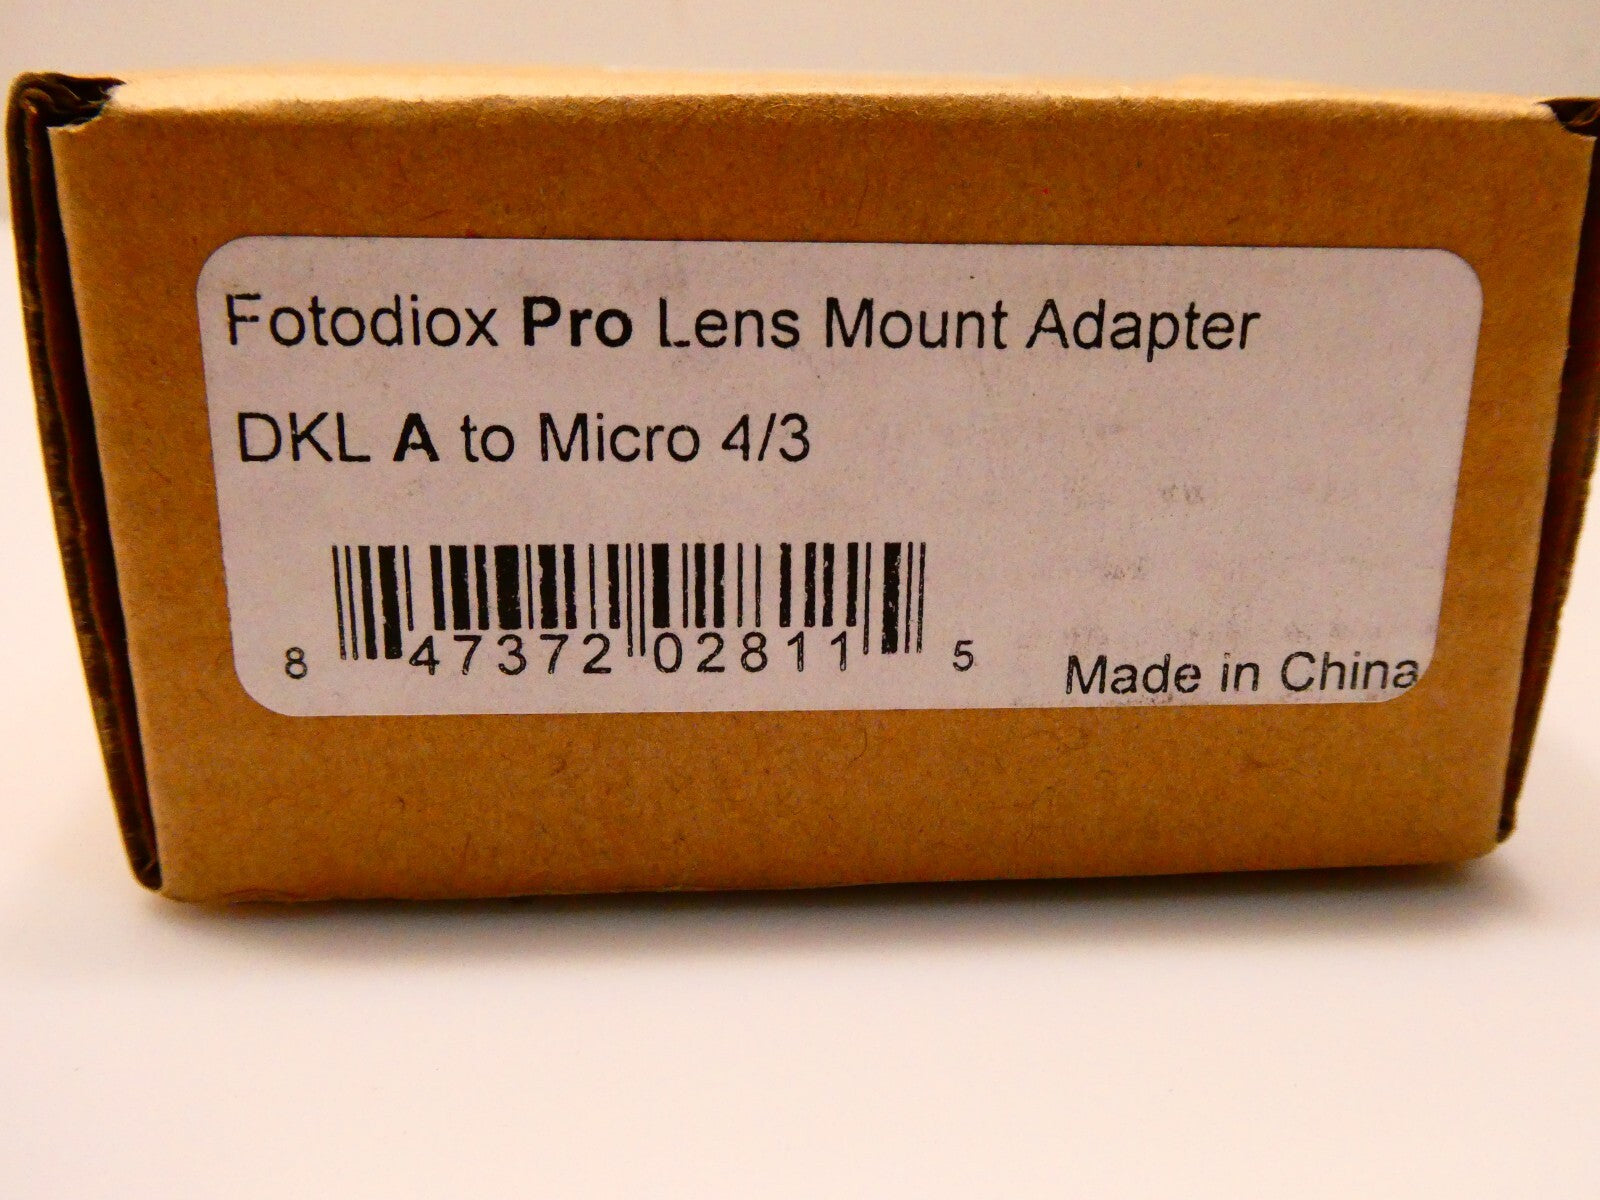 Fotodiox Pro Lens Mount Adapter
DKL A to Micro 4/3
8 47372 02811 5
Made in China